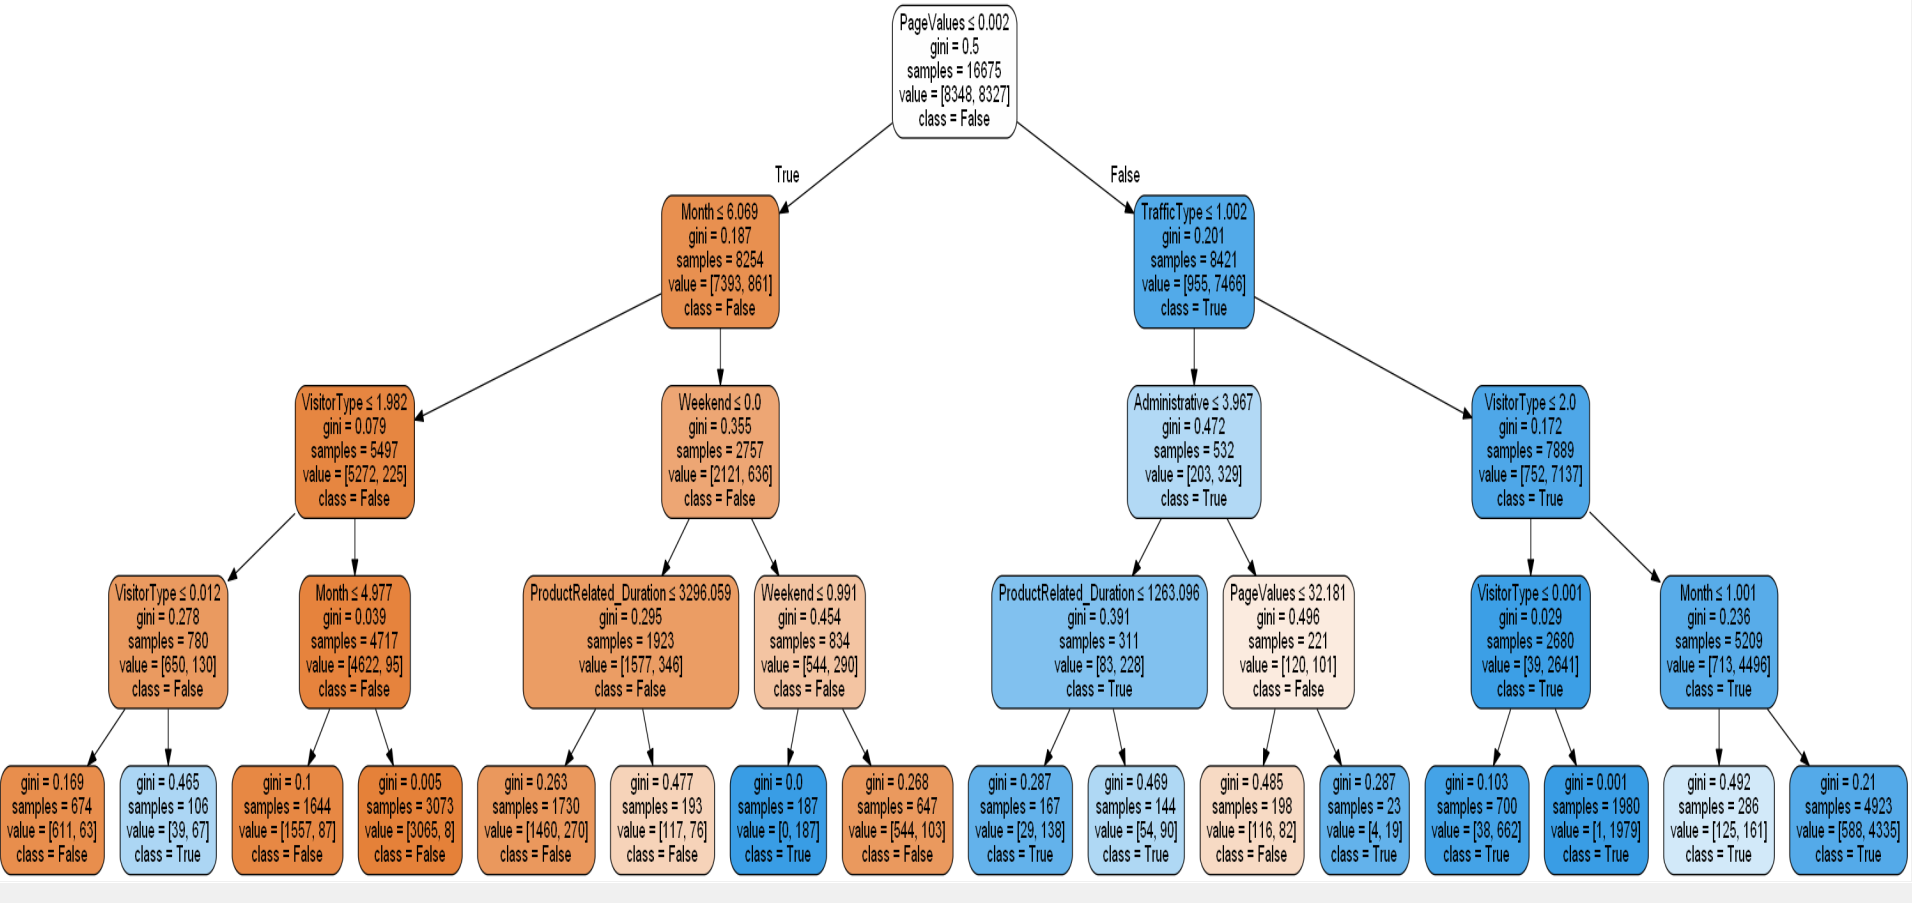 PageValues ≤ 0.002
gini = 0.5
samples = 16675
value = [8348, 8327]
class = False
True
False
Month ≤ 6.069
gini = 0.187
samples = 8254
value = [7393, 861]
class = False
TrafficType ≤ 1.002
gini = 0.201
samples = 8421
value = [955, 7466]
class = True
VisitorType ≤ 1.982
gini = 0.079
samples = 5497
value = [5272, 225]
class = False
Weekend ≤ 0.0
gini = 0.355
samples = 2757
value = [2121, 636]
class = False
Administrative ≤ 3.967
gini = 0.472
samples = 532
value = [203, 329]
class = True
VisitorType ≤ 2.0
gini = 0.172
samples = 7889
value = [752, 7137]
class = True
VisitorType ≤ 0.012
gini = 0.278
samples = 780
value = [650, 130]
class = False
Month ≤ 4.977
gini = 0.039
samples = 4717
value = [4622, 95]
class = False
ProductRelated_Duration ≤ 3296.059
gini = 0.295
samples = 1923
value = [1577, 346]
class = False
Weekend ≤ 0.991
gini = 0.454
samples = 834
value = [544, 290]
class = False
ProductRelated_Duration ≤ 1263.096
gini = 0.391
samples = 311
value = [83, 228]
class = True
PageValues ≤ 32.181
gini = 0.496
samples = 221
value = [120, 101]
class = False
VisitorType ≤ 0.001
gini = 0.029
samples = 2680
value = [39, 2641]
class = True
Month ≤ 1.001
gini = 0.236
samples = 5209
value = [713, 4496]
class = True
gini = 0.169
samples = 674
value = [611, 63]
class = False
gini = 0.465
samples = 106
value = [39, 67]
class = True
gini = 0.1
samples = 1644
value = [1557, 87]
class = False
gini = 0.005
samples = 3073
value = [3065, 8]
class = False
gini = 0.263
samples = 1730
value = [1460, 270]
class = False
gini = 0.477
samples = 193
value = [117, 76]
class = False
gini = 0.0
samples = 187
value = [0, 187]
class = True
gini = 0.268
samples = 647
value = [544, 103]
class = False
gini = 0.287
samples = 167
value = [29, 138]
class = True
gini = 0.469
samples = 144
value = [54, 90]
class = True
gini = 0.485
samples = 198
value = [116, 82]
class = False
gini = 0.287
samples = 23
value = [4, 19]
class = True
gini = 0.103
samples = 700
value = [38, 662]
class = True
gini = 0.001
samples = 1980
value = [1, 1979]
class = True
gini = 0.492
samples = 286
value = [125, 161]
class = True
gini = 0.21
samples = 4923
value = [588, 4335]
class = True